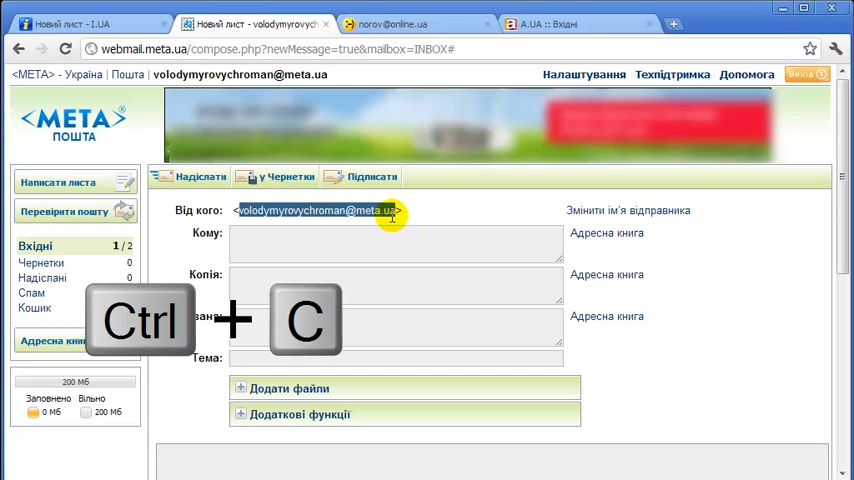 Новий лист - I.UA
Новий лист - volodymyrovych
norov@online.ua
A.UA :: Вхідні
webmail.meta.ua/compose.php?newMessage=true&mailbox=INBOX#
<META> - Україна | Пошта | volodymyrovychroman@meta.ua
Налаштування Техпідтримка Допомога Вихід
<META>
ПОШТА
Написати листа
Перевірити пошту
Вхідні 1 / 2
Чернетки 0
Надіслані 0
Спам
Кошик
Адресна кни
200 Мб
Заповнено Вільно
0 Мб 200 Мб
Надіслати у Чернетки Підписати
Від кого: <volodymyrovychroman@meta.ua> Змінити ім'я відправника
Кому: Адресна книга
Копія: Адресна книга
вана: Адресна книга
Тема:
Додати файли
Додаткові функції
Ctrl + C